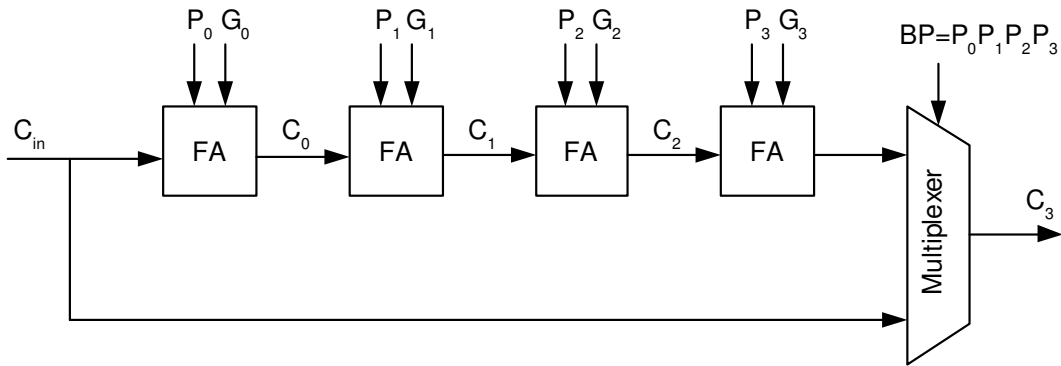 P₀ G₀ P₁ G₁ P₂ G₂ P₃ G₃ BP=P₀P₁P₂P₃
C_in FA C₀ FA C₁ FA C₂ FA
Multiplexer
C₃